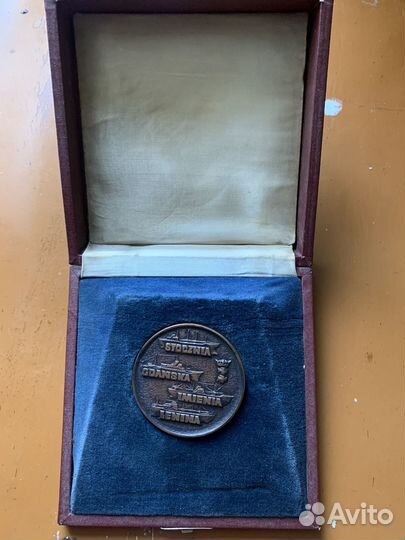 STOCZNIA
GDAŃSKA
IMIENIA
LENINA
Avito